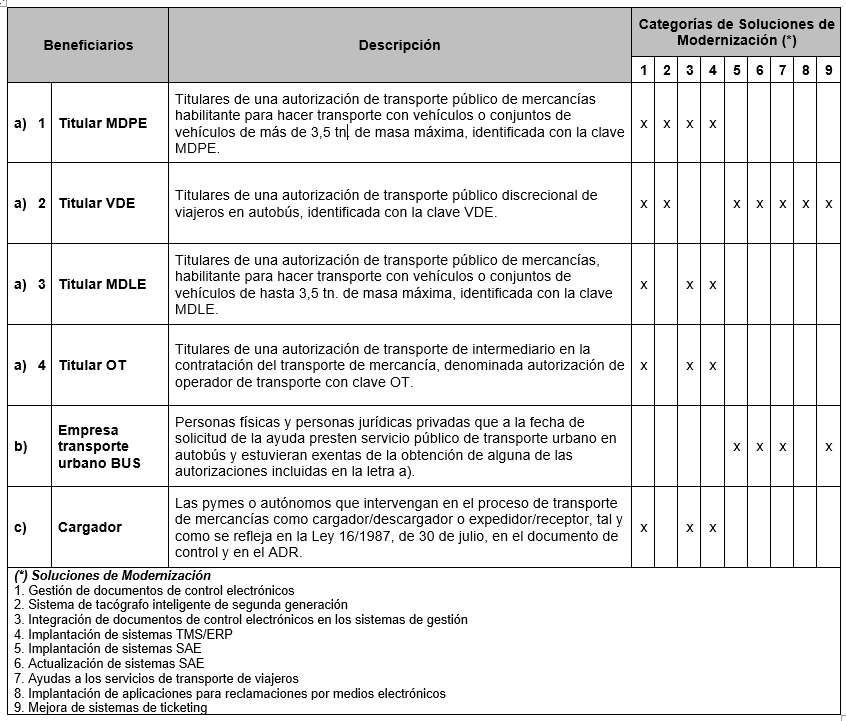 Beneficiarios
Descripción
Categorías de Soluciones de
Modernización (*)
1 2 3 4 5 6 7 8 9
a) 1 Titular MDPE
Titulares de una autorización de transporte público de mercancías
habilitante para hacer transporte con vehículos o conjuntos de
vehículos de más de 3,5 tn. de masa máxima, identificada con la clave
MDPE.
x x x x
a) 2 Titular VDE
Titulares de una autorización de transporte público discrecional de
viajeros en autobús, identificada con la clave VDE.
x x x x x x x
a) 3 Titular MDLE
Titulares de una autorización de transporte público de mercancías,
habilitante para hacer transporte con vehículos o conjuntos de
vehículos de hasta 3,5 tn. de masa máxima, identificada con la clave
MDLE.
x x x
a) 4 Titular OT
Titulares de una autorización de transporte de intermediario en la
contratación del transporte de mercancía, denominada autorización de
operador de transporte con clave OT.
x x x
b)
Empresa
transporte
urbano BUS
Personas físicas y personas jurídicas privadas que a la fecha de
solicitud de la ayuda presten servicio público de transporte urbano en
autobús y estuvieran exentas de la obtención de alguna de las
autorizaciones incluidas en la letra a).
x x x x
c) Cargador
Las pymes o autónomos que intervengan en el proceso de transporte
de mercancías como cargador/descargador o expedidor/receptor, tal y
como se refleja en la Ley 16/1987, de 30 de julio, en el documento de
control y en el ADR.
x x x
(*) Soluciones de Modernización
1. Gestión de documentos de control electrónicos
2. Sistema de tacógrafo inteligente de segunda generación
3. Integración de documentos de control electrónicos en los sistemas de gestión
4. Implantación de sistemas TMS/ERP
5. Implantación de sistemas SAE
6. Actualización de sistemas SAE
7. Ayudas a los servicios de transporte de viajeros
8. Implantación de aplicaciones para reclamaciones por medios electrónicos
9. Mejora de sistemas de ticketing